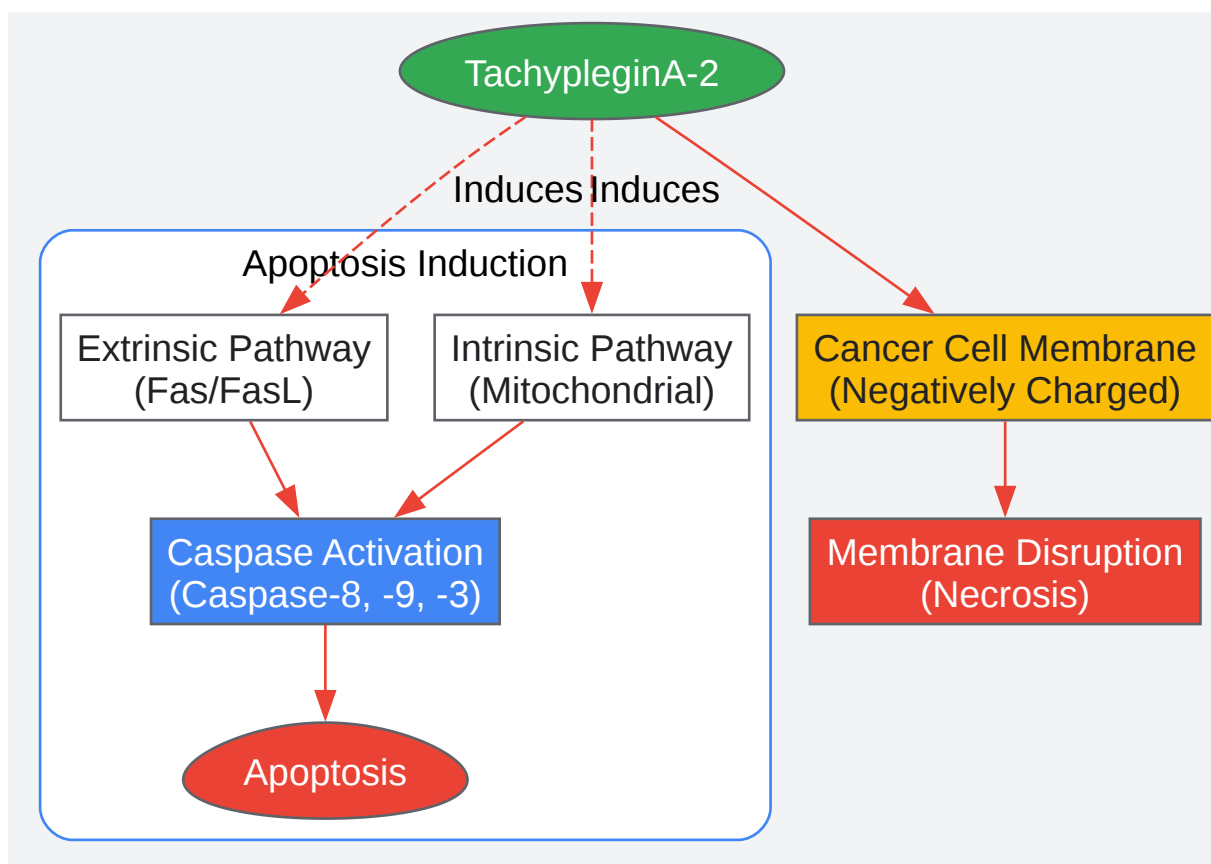 TachypleginA-2
Induces
Induces
Apoptosis Induction
Extrinsic Pathway
(Fas/FasL)
Intrinsic Pathway
(Mitochondrial)
Cancer Cell Membrane
(Negatively Charged)
Caspase Activation
(Caspase-8, -9, -3)
Membrane Disruption
(Necrosis)
Apoptosis